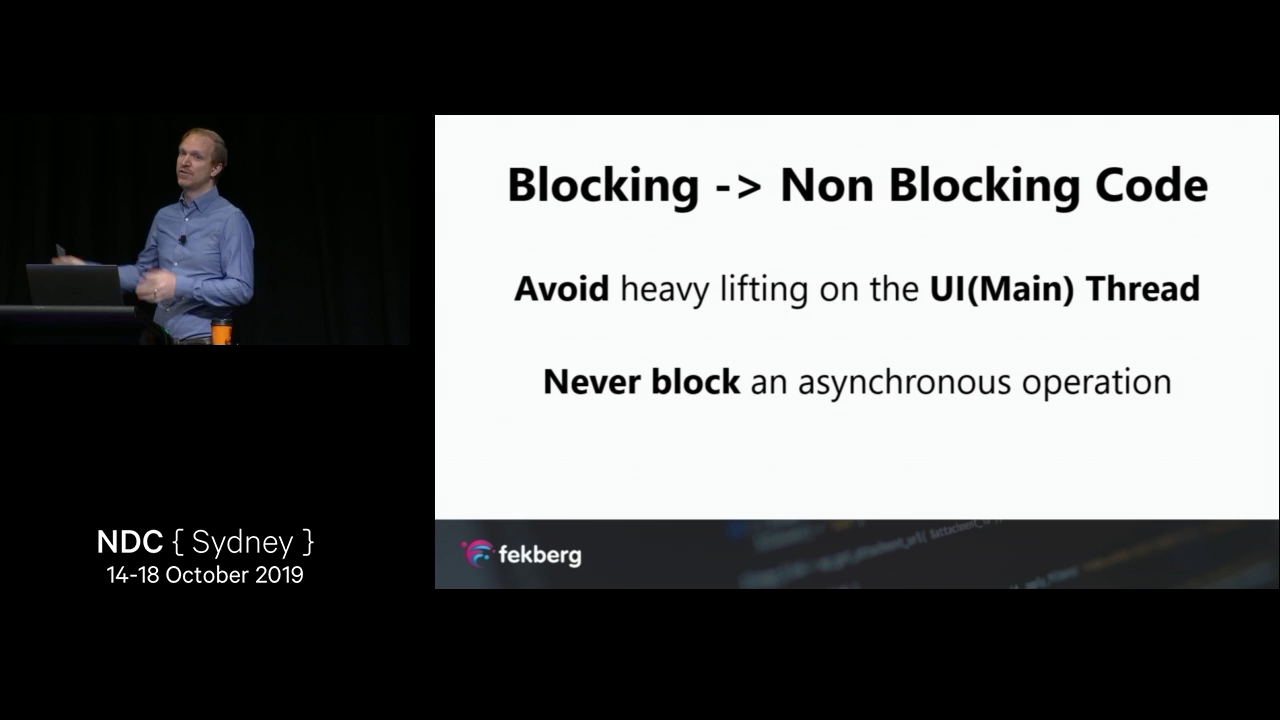 Blocking -> Non Blocking Code
Avoid heavy lifting on the UI(Main) Thread
Never block an asynchronous operation
fekberg
NDC { Sydney }
14-18 October 2019